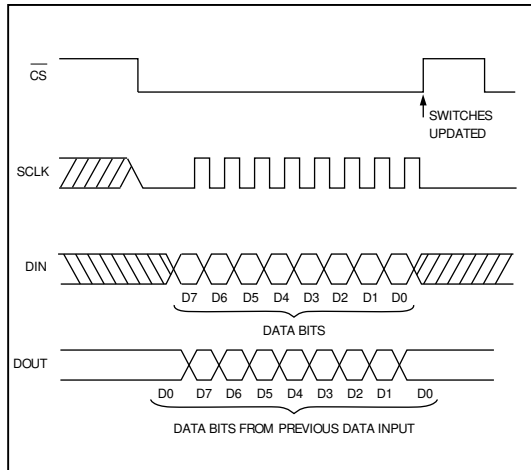 CS
SWITCHES
UPDATED
SCLK
DIN
D7 D6 D5 D4 D3 D2 D1 D0
DATA BITS
DOUT
D0 D7 D6 D5 D4 D3 D2 D1 D0
DATA BITS FROM PREVIOUS DATA INPUT